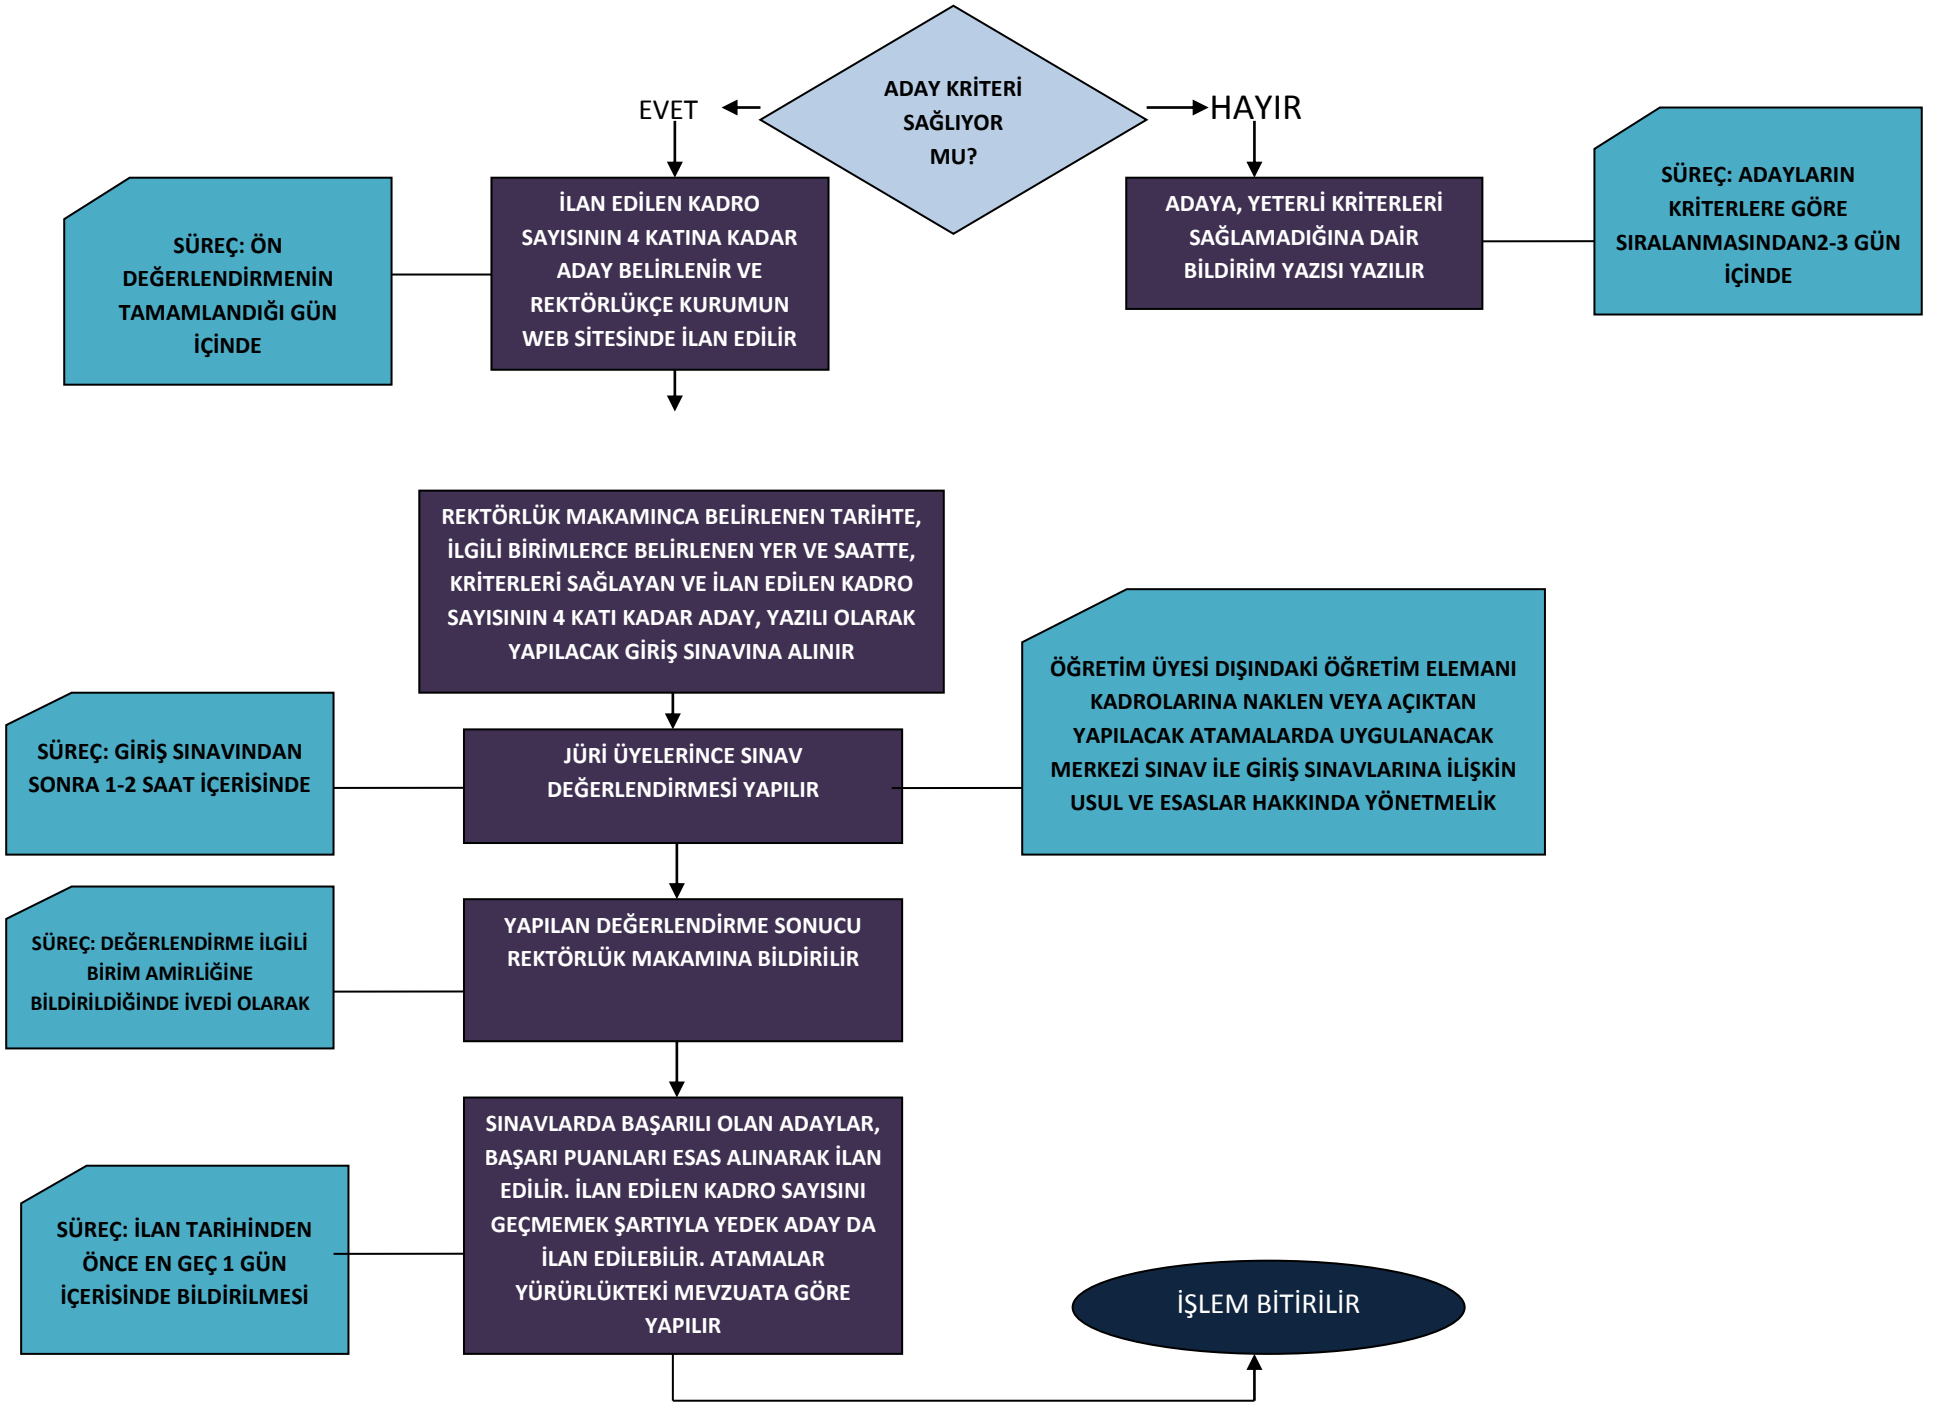 ADAY KRİTERİ
SAĞLIYOR
MU?
EVET
HAYIR
SÜREÇ: ÖN
DEĞERLENDİRMENİN
TAMAMLANDIĞI GÜN
İÇİNDE
İLAN EDİLEN KADRO
SAYISININ 4 KATINA KADAR
ADAY BELİRLENİR VE
REKTÖRLÜKÇE KURUMUN
WEB SİTESİNDE İLAN EDİLİR
ADAYA, YETERLİ KRİTERLERİ
SAĞLAMADIĞINA DAİR
BİLDİRİM YAZISI YAZILIR
SÜREÇ: ADAYLARIN
KRİTERLERE GÖRE
SIRALANMASINDAN2-3 GÜN
İÇİNDE
REKTÖRLÜK MAKAMINCA BELİRLENEN TARİHTE,
İLGİLİ BİRİMLERCE BELİRLENEN YER VE SAATTE,
KRİTERLERİ SAĞLAYAN VE İLAN EDİLEN KADRO
SAYISININ 4 KATI KADAR ADAY, YAZILI OLARAK
YAPILACAK GİRİŞ SINAVINA ALINIR
SÜREÇ: GİRİŞ SINAVINDAN
SONRA 1-2 SAAT İÇERİSİNDE
JÜRİ ÜYELERİNCE SINAV
DEĞERLENDİRMESİ YAPILIR
ÖĞRETİM ÜYESİ DIŞINDAKİ ÖĞRETİM ELEMANI
KADROLARINA NAKLEN VEYA AÇIKTAN
YAPILACAK ATAMALARDA UYGULANACAK
MERKEZİ SINAV İLE GİRİŞ SINAVLARINA İLİŞKİN
USUL VE ESASLAR HAKKINDA YÖNETMELİK
SÜREÇ: DEĞERLENDİRME İLGİLİ
BİRİM AMİRLİĞİNE
BİLDİRİLDİĞİNDE İVEDİ OLARAK
YAPILAN DEĞERLENDİRME SONUCU
REKTÖRLÜK MAKAMINA BİLDİRİLİR
SÜREÇ: İLAN TARİHİNDEN
ÖNCE EN GEÇ 1 GÜN
İÇERİSİNDE BİLDİRİLMESİ
SINAVLARDA BAŞARILI OLAN ADAYLAR,
BAŞARI PUANLARI ESAS ALINARAK İLAN
EDİLİR. İLAN EDİLEN KADRO SAYISINI
GEÇMEMEK ŞARTIYLA YEDEK ADAY DA
İLAN EDİLEBİLİR. ATAMALAR
YÜRÜRLÜKTEKİ MEVZUATA GÖRE
YAPILIR
İŞLEM BİTİRİLİR